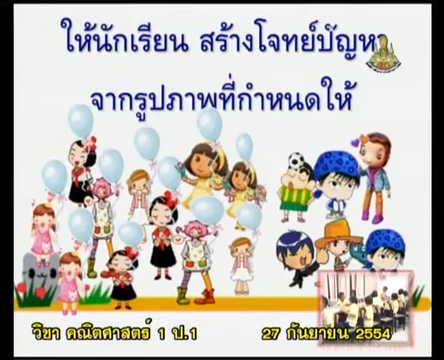 ให้นักเรียน สร้างโจทย์ปัญหา
จากรูปภาพที่กำหนดให้
วิชา คณิตศาสตร์ 1 ป.1
27 กันยายน 2554